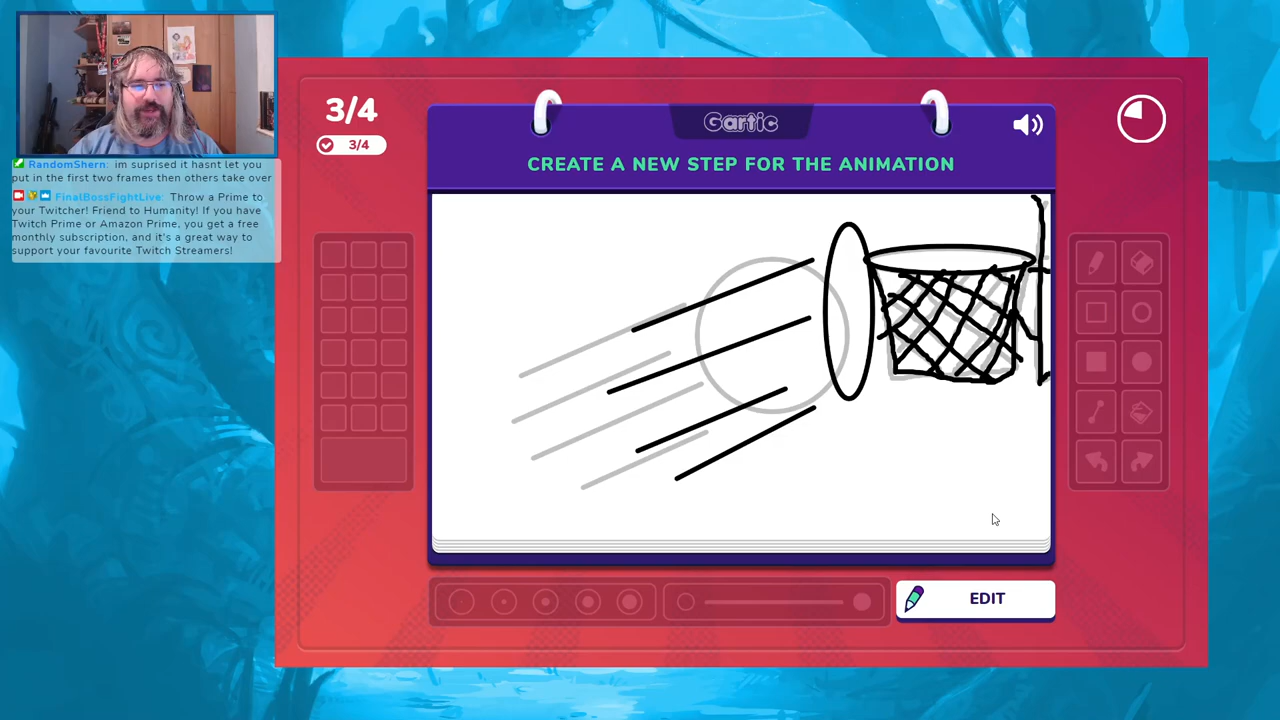 RandomShern: im suprised it hasnt let you
put in the first two frames then others take over
FinalBossFightLive: Throw a Prime to
your Twitcher! Friend to Humanity! If you have
Twitch Prime or Amazon Prime, you get a free
monthly subscription, and it's a great way to
support your favourite Twitch Streamers!
3/4
3/4
Gartic
CREATE A NEW STEP FOR THE ANIMATION
EDIT